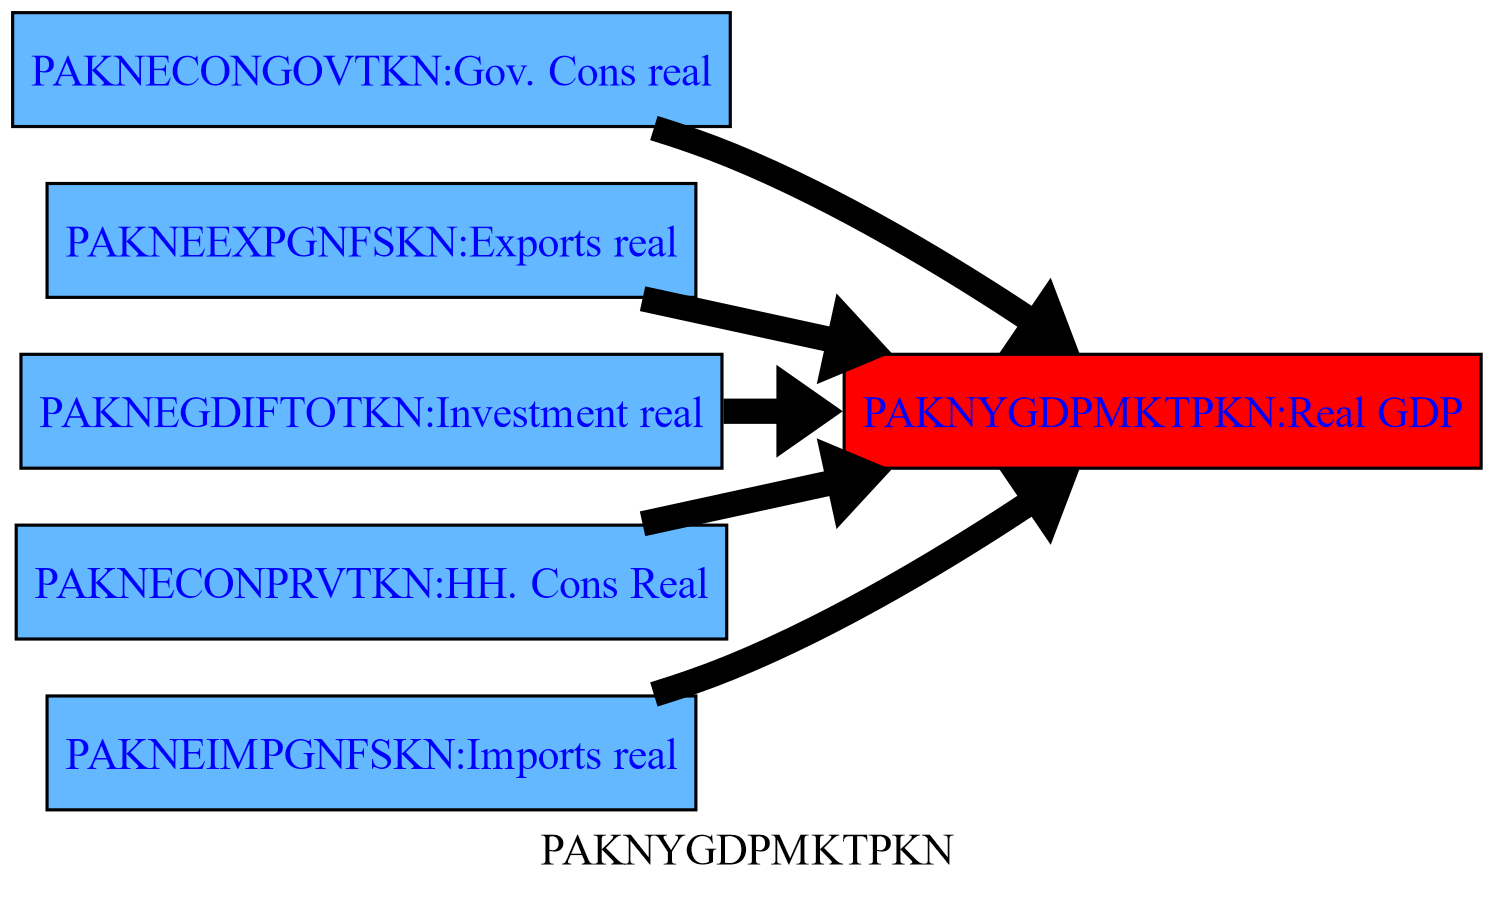 PAKNECONGOVTKN:Gov. Cons real
PAKNEEXPGNFSKN:Exports real
PAKNEGDIFTOTKN:Investment real
PAKNYGDPMKTPKN:Real GDP
PAKNECONPRVTKN:HH. Cons Real
PAKNEIMPGNFSKN:Imports real
PAKNYGDPMKTPKN